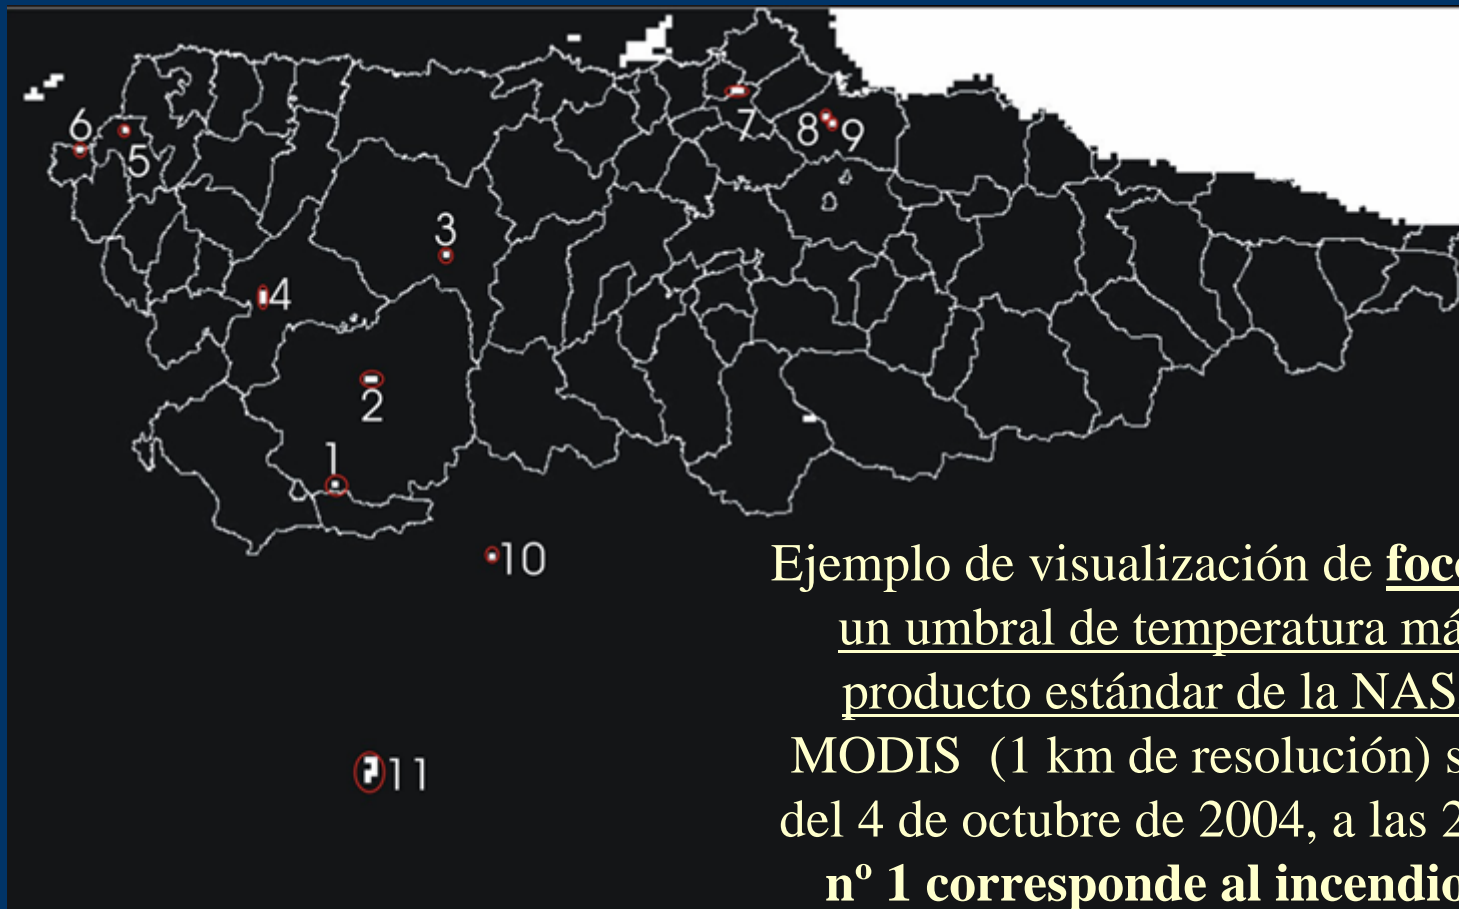 6
5
7
8
9
3
4
2
1
10
11
Ejemplo de visualización de
un umbral de temperatura
producto estándar de la
MODIS (1 km de resolución)
del 4 de octubre de 2004, a las
nº 1 corresponde al incendio